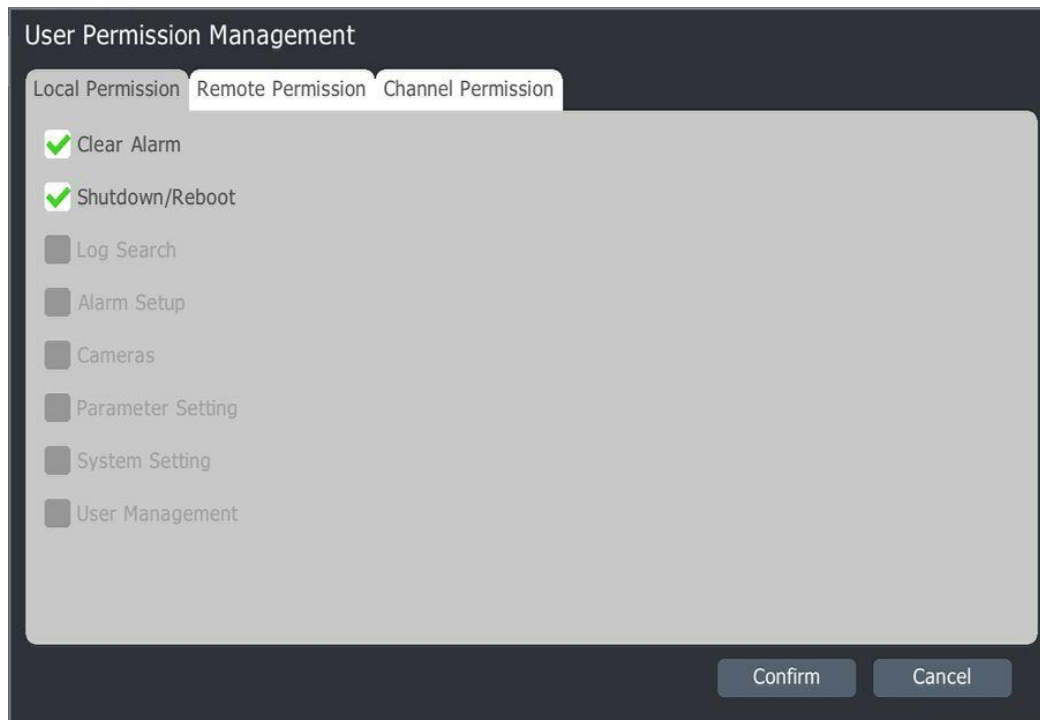 User Permission Management
Local Permission Remote Permission Channel Permission
Clear Alarm
Shutdown/Reboot
Log Search
Alarm Setup
Cameras
Parameter Setting
System Setting
User Management
Confirm Cancel